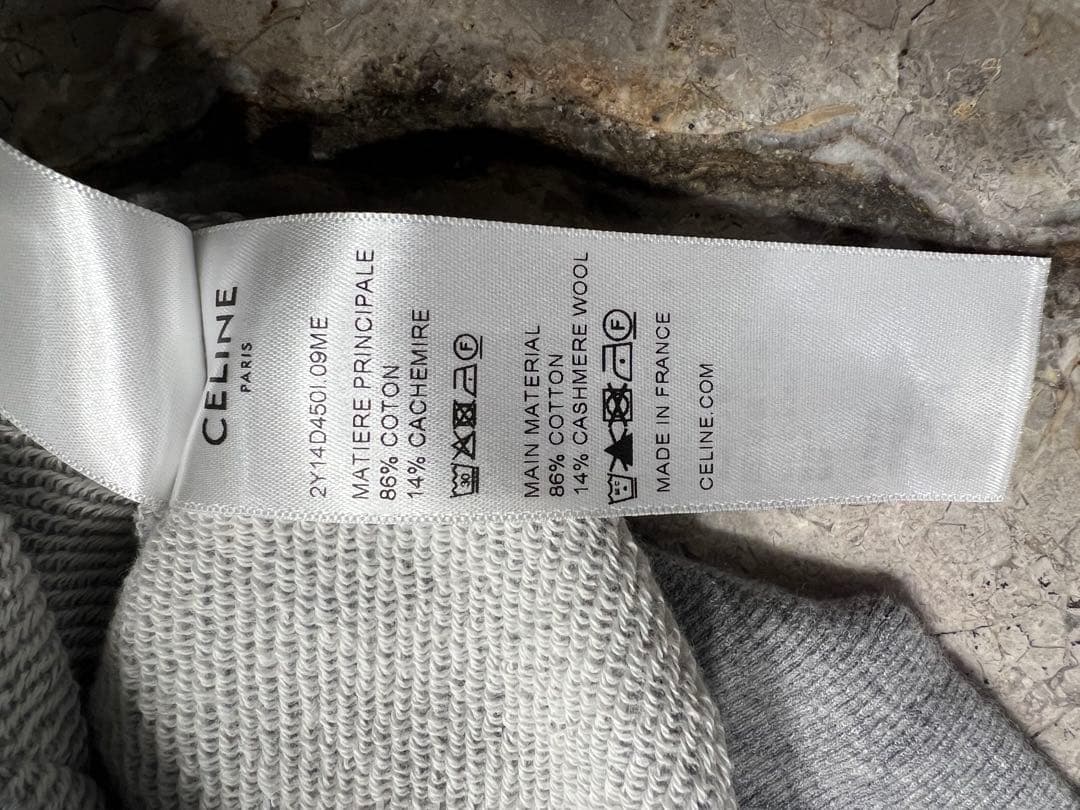 CELINE
PARIS
2Y14D450I.09ME
MATIERE PRINCIPALE
86% COTON
14% CACHEMIRE
30 F
MAIN MATERIAL
86% COTTON
14% CASHMERE WOOL
F
MADE IN FRANCE
CELINE.COM